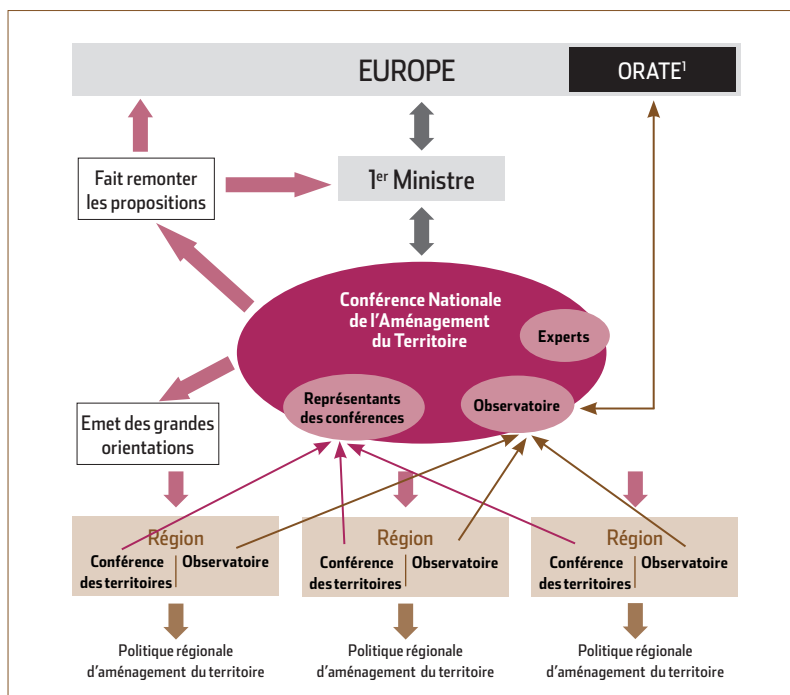 EUROPE
ORATE¹
Fait remonter
les propositions
1er Ministre
Conférence Nationale
de l'Aménagement
du Territoire
Experts
Représentants
des conférences
Observatoire
Emet des grandes
orientations
Région
Conférence
des territoires
Observatoire
Région
Conférence
des territoires
Observatoire
Région
Conférence
des territoires
Observatoire
Politique régionale
d'aménagement du territoire
Politique régionale
d'aménagement du territoire
Politique régionale
d'aménagement du territoire